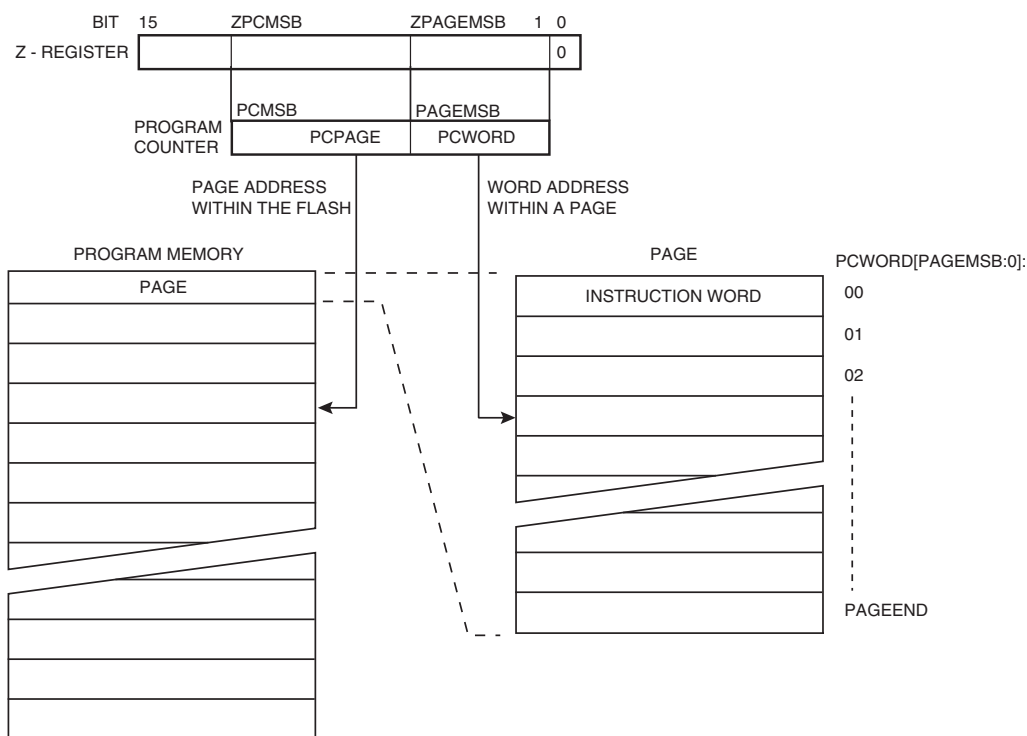 BIT 15 ZPCMSB ZPAGEMSB 1 0
Z - REGISTER 0
PCMSB PAGEMSB
PROGRAM
COUNTER
PCPAGE PCWORD
PAGE ADDRESS
WITHIN THE FLASH
WORD ADDRESS
WITHIN A PAGE
PROGRAM MEMORY
PAGE
PAGE
INSTRUCTION WORD
PCWORD[PAGEMSB:0]:
00
01
02
PAGEEND